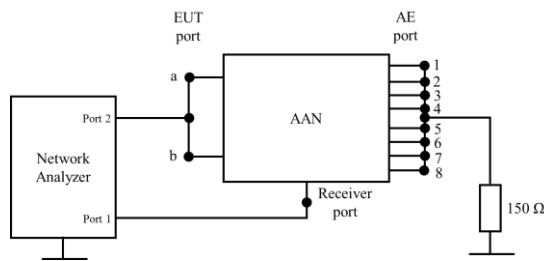 EUT
port
AE
port
a
b
AAN
1
2
3
4
5
6
7
8
Port 2
Network
Analyzer
Port 1
Receiver
port
150 Ω